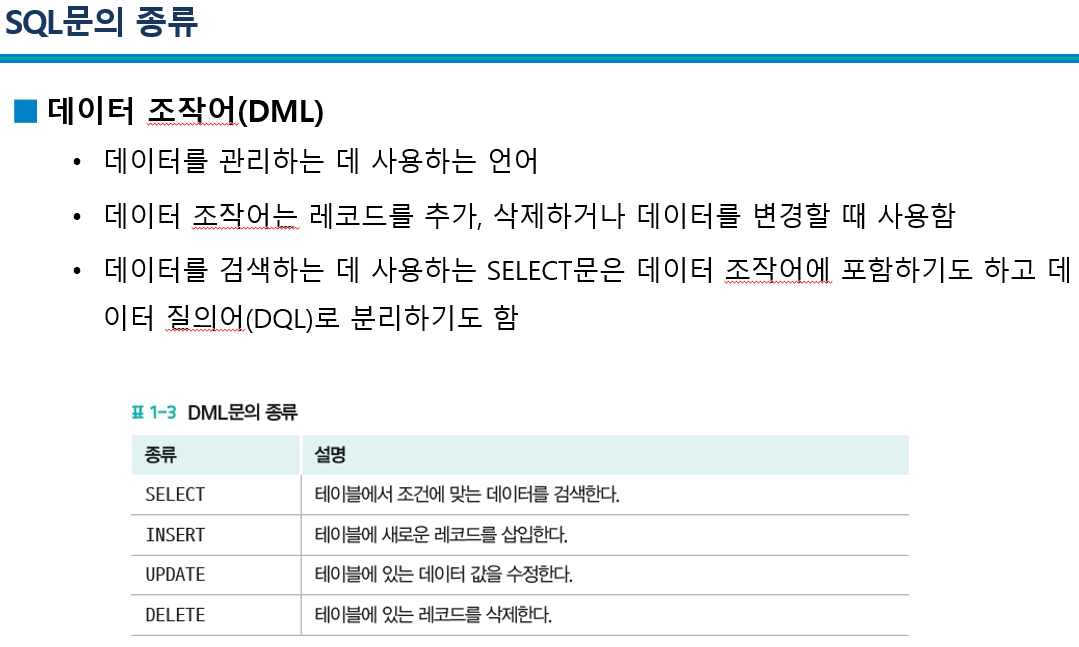 SQL문의 종류
데이터 조작어(DML)
• 데이터를 관리하는 데 사용하는 언어
• 데이터 조작어는 레코드를 추가, 삭제하거나 데이터를 변경할 때 사용함
• 데이터를 검색하는 데 사용하는 SELECT문은 데이터 조작어에 포함하기도 하고 데
이터 질의어(DQL)로 분리하기도 함
표 1-3 DML문의 종류
종류 설명
SELECT 테이블에서 조건에 맞는 데이터를 검색한다.
INSERT 테이블에 새로운 레코드를 삽입한다.
UPDATE 테이블에 있는 데이터 값을 수정한다.
DELETE 테이블에 있는 레코드를 삭제한다.